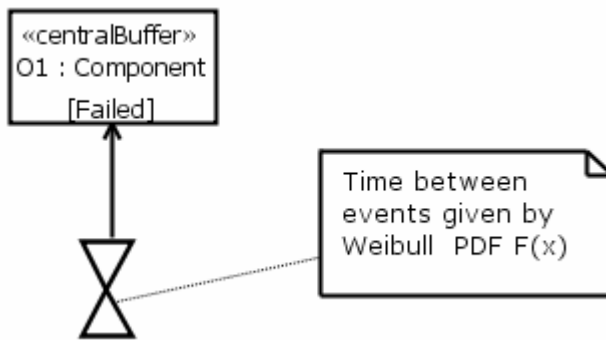 «centralBuffer»
O1 : Component
[Failed]
Time between
events given by
Weibull PDF F(x)